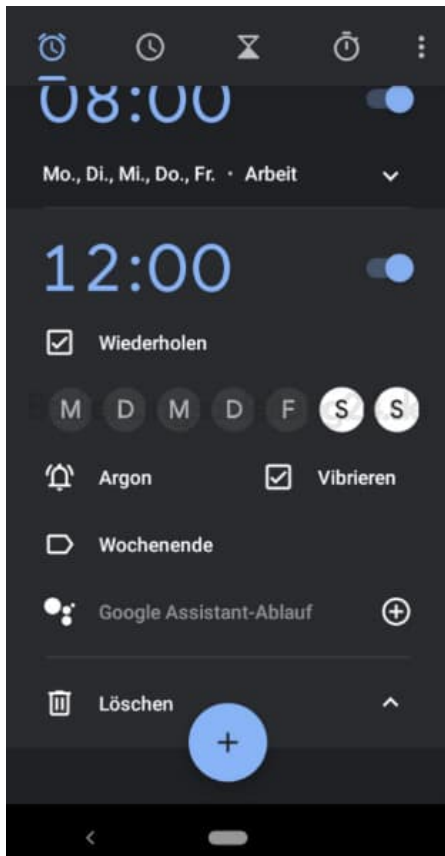 08:00
Mo., Di., Mi., Do., Fr. • Arbeit
12:00
Wiederholen
M D M D F S S
Argon Vibrieren
Wochenende
Google Assistant-Ablauf
Löschen